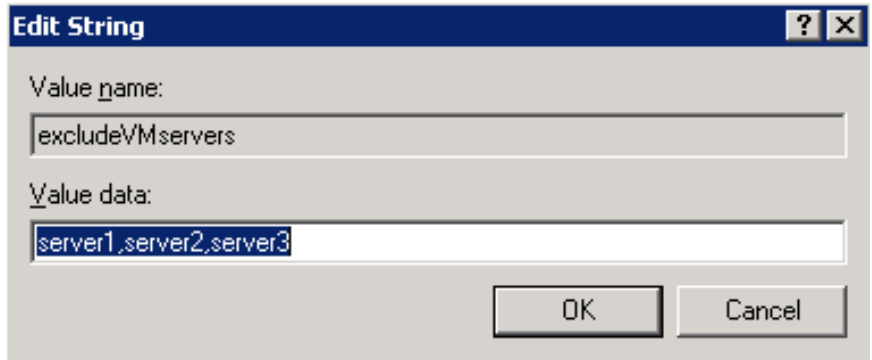 Edit String
Value name:
excludeVMservers
Value data:
server1,server2,server3
OK Cancel